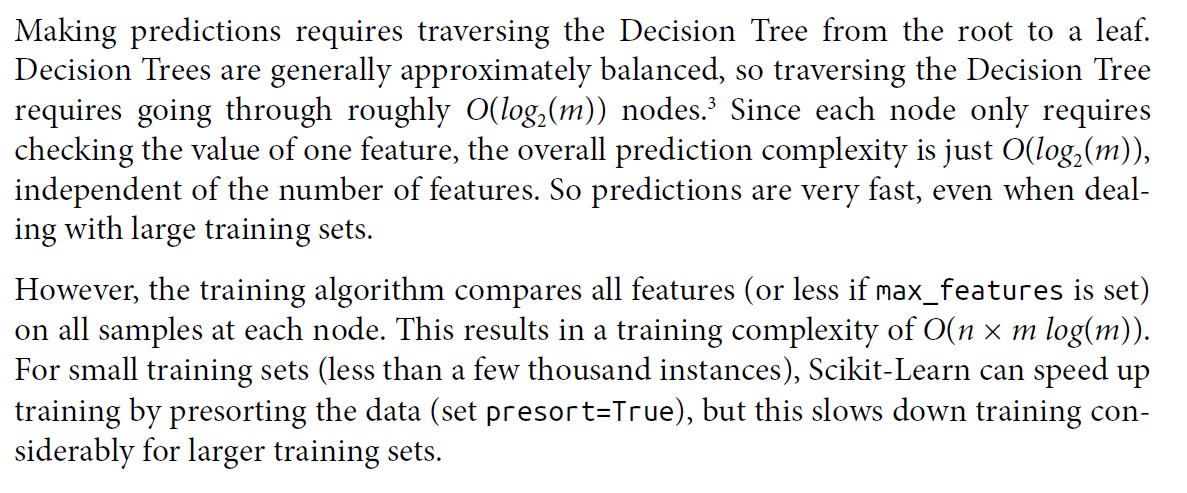 Making predictions requires traversing the Decision Tree from the root to a leaf.
Decision Trees are generally approximately balanced, so traversing the Decision Tree
requires going through roughly O(log₂(m)) nodes.³ Since each node only requires
checking the value of one feature, the overall prediction complexity is just O(log₂(m)),
independent of the number of features. So predictions are very fast, even when deal-
ing with large training sets.
However, the training algorithm compares all features (or less if max_features is set)
on all samples at each node. This results in a training complexity of O(n × m log(m)).
For small training sets (less than a few thousand instances), Scikit-Learn can speed up
training by presorting the data (set presort=True), but this slows down training con-
siderably for larger training sets.